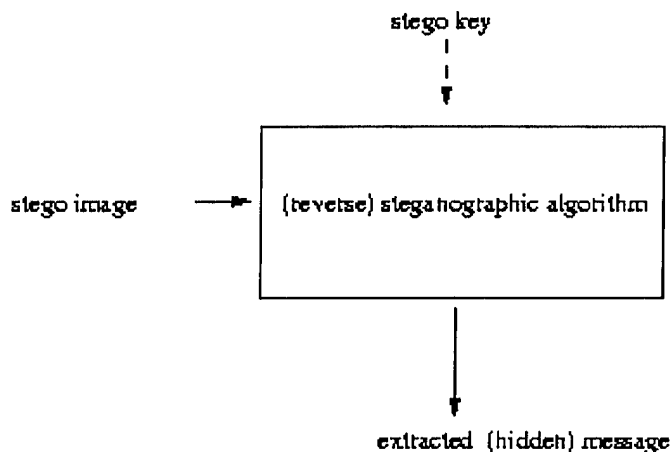 stego key
stego image
(reverse) steganographic algorithm
extracted (hidden) message